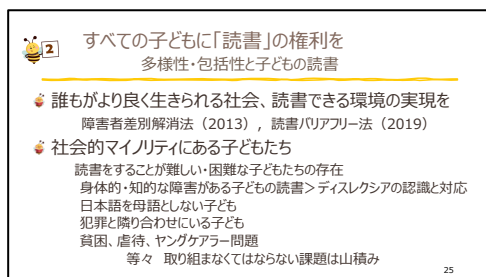 2
すべての子どもに「読書」の権利を
多様性・包括性と子どもの読書
誰もがより良く生きられる社会、読書できる環境の実現を
障害者差別解消法（2013）, 読書バリアフリー法（2019）
社会的マイノリティにある子どもたち
読書をすることが難しい・困難な子どもたちの存在
身体的・知的な障害がある子どもの読書＞ディスレクシアの認識と対応
日本語を母語としない子ども
犯罪と隣り合わせにいる子ども
貧困、虐待、ヤングケアラー問題
等々　取り組まなくてはならない課題は山積み
25